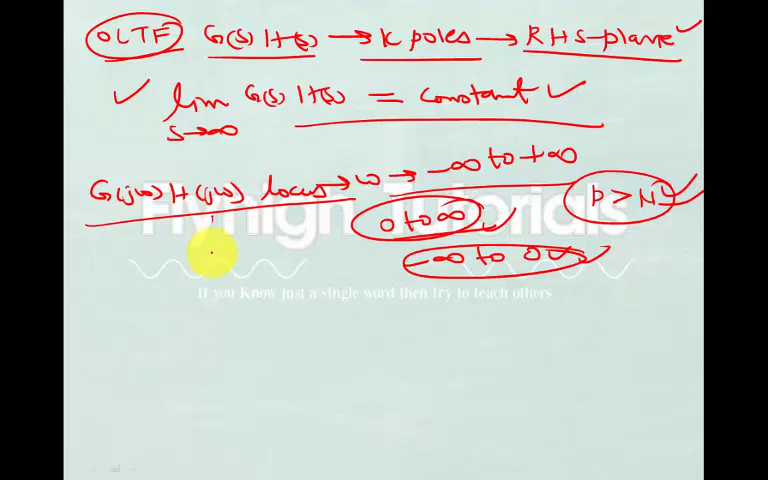 OLTF G(s) H(s) → K poles → RHS-plane
lim G(s) H(s) = constant
s→∞
G(jω) H(jω) locus → ω → -∞ to +∞
0 to ∞ P > N
-∞ to 0
Flyhigh Tutorials
If you Know just a single word then try to teach others